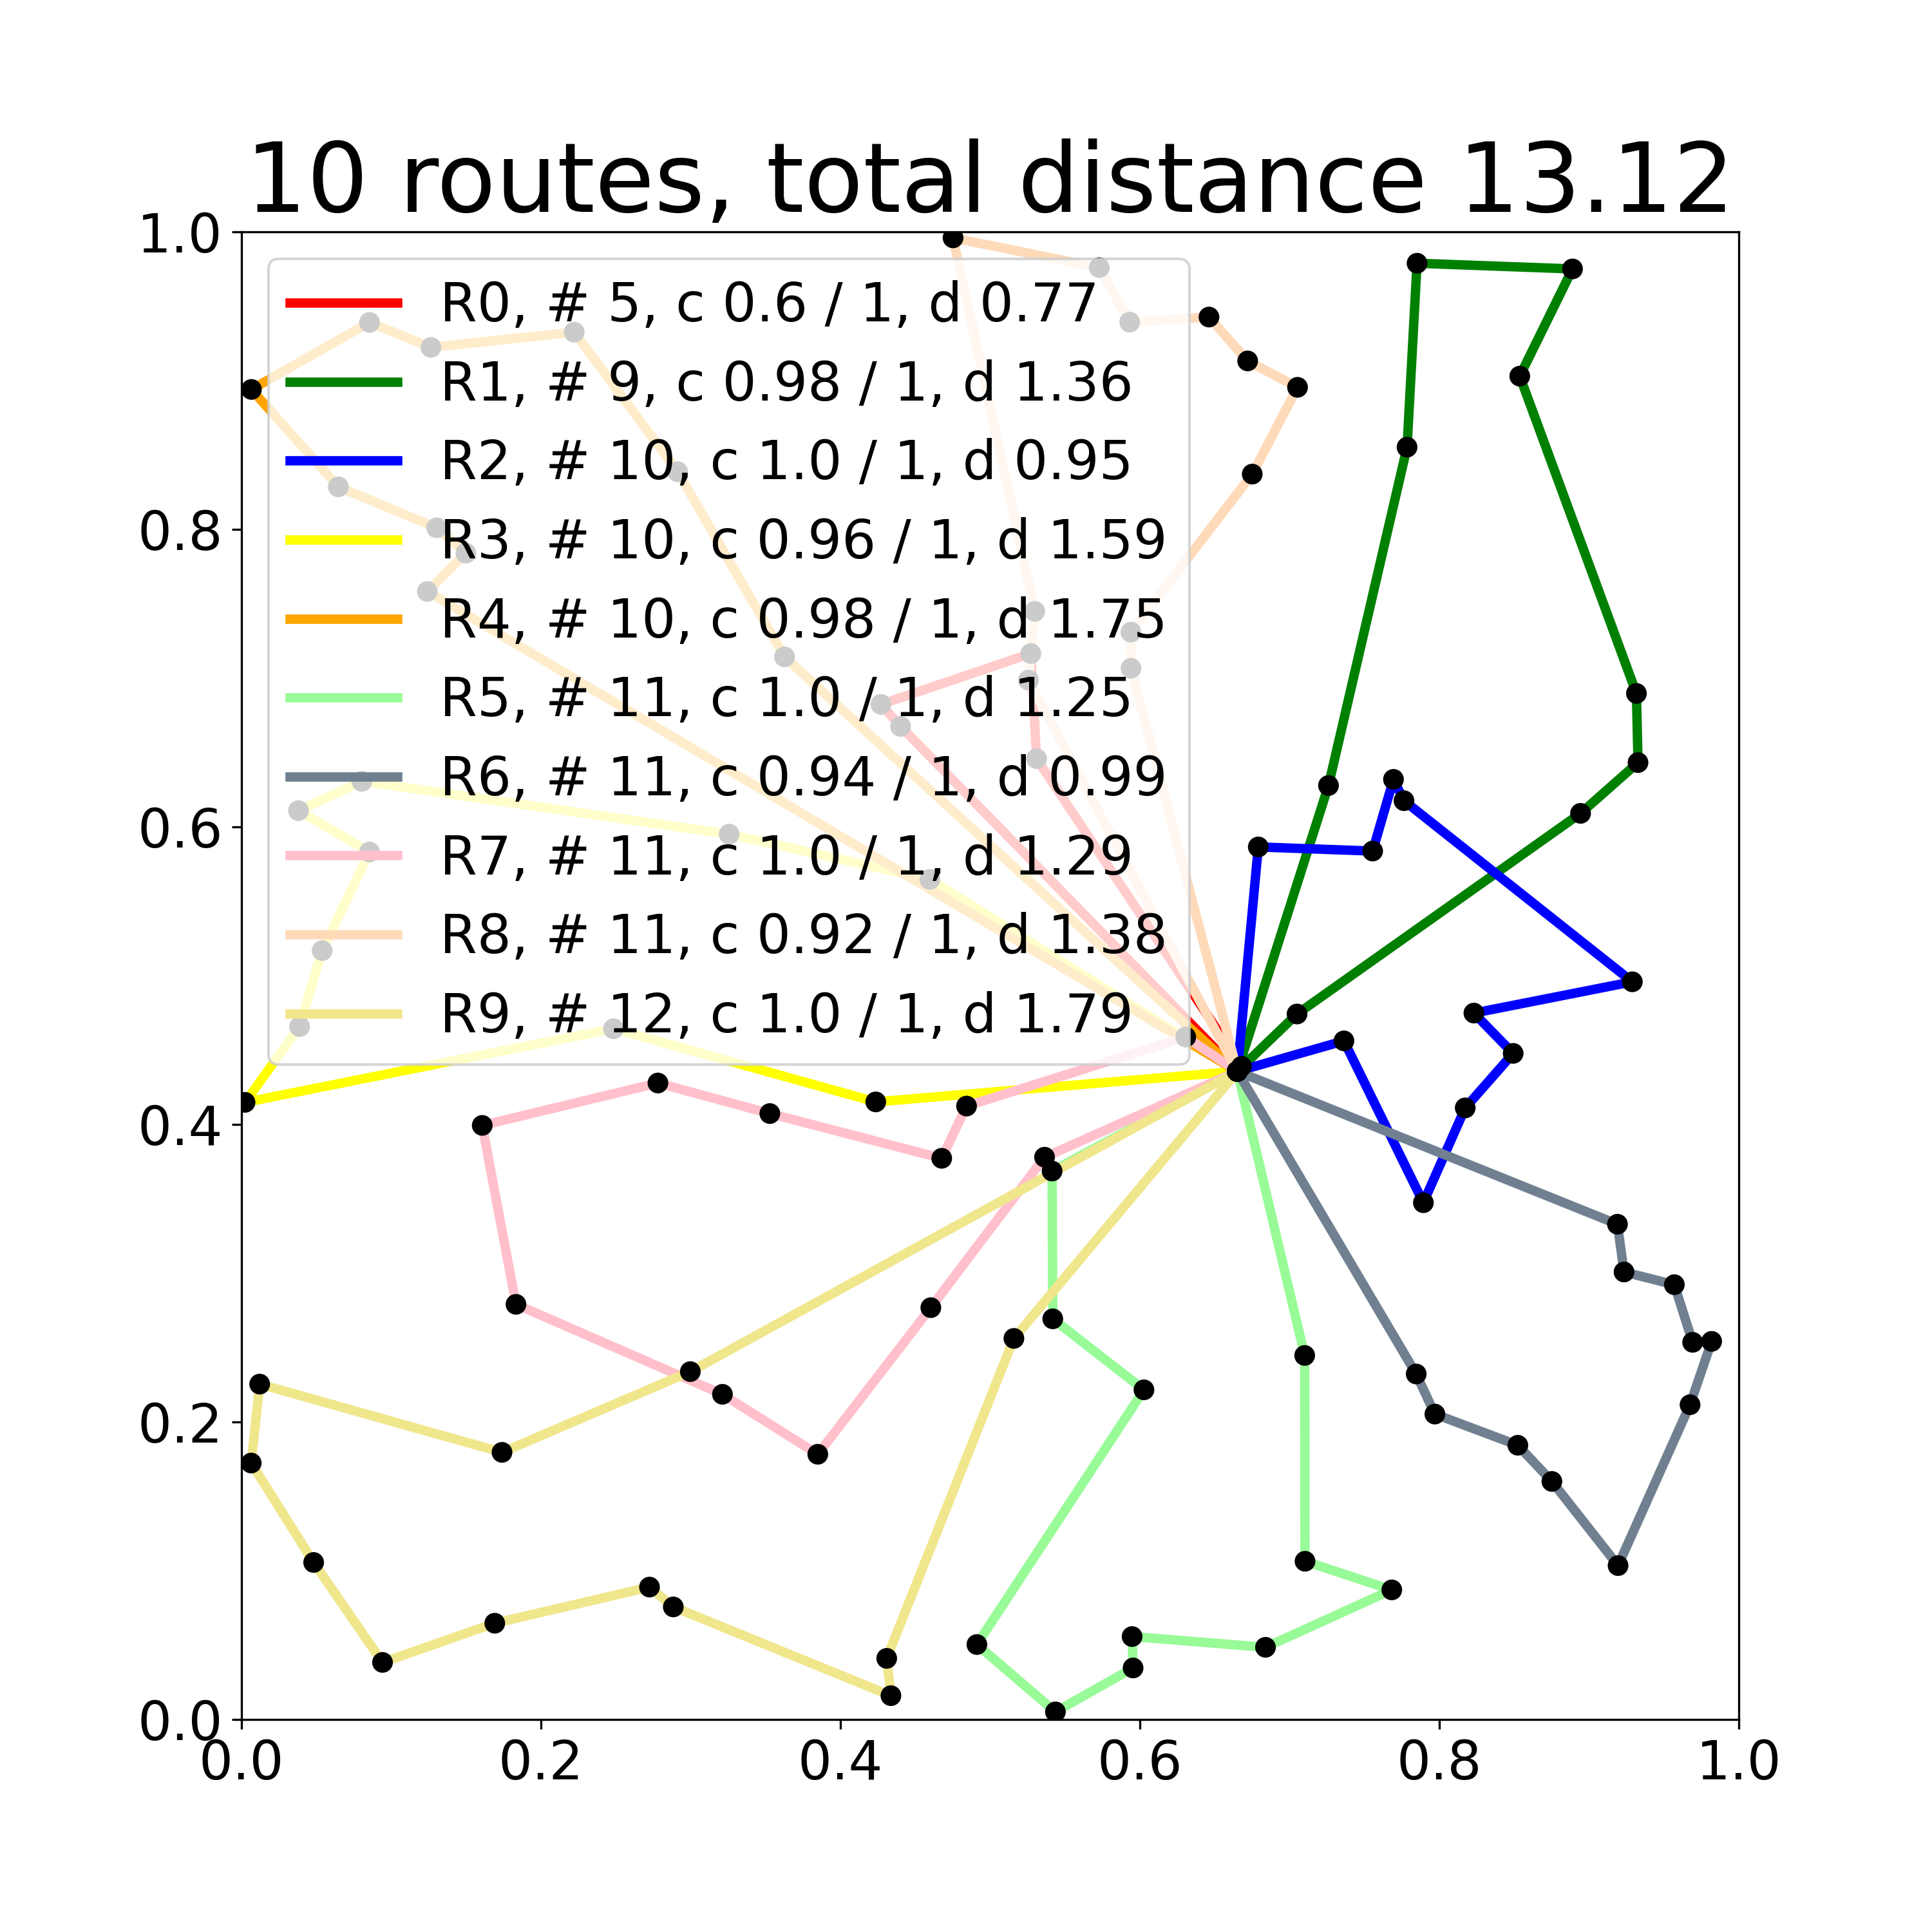 10 routes, total distance 13.12
1.0
0.8
0.6
0.4
0.2
0.0
R0, # 5, c 0.6 / 1, d 0.77
R1, # 9, c 0.98 / 1, d 1.36
R2, # 10, c 1.0 / 1, d 0.95
R3, # 10, c 0.96 / 1, d 1.59
R4, # 10, c 0.98 / 1, d 1.75
R5, # 11, c 1.0 / 1, d 1.25
R6, # 11, c 0.94 / 1, d 0.99
R7, # 11, c 1.0 / 1, d 1.29
R8, # 11, c 0.92 / 1, d 1.38
R9, # 12, c 1.0 / 1, d 1.79
0.0 0.2 0.4 0.6 0.8 1.0